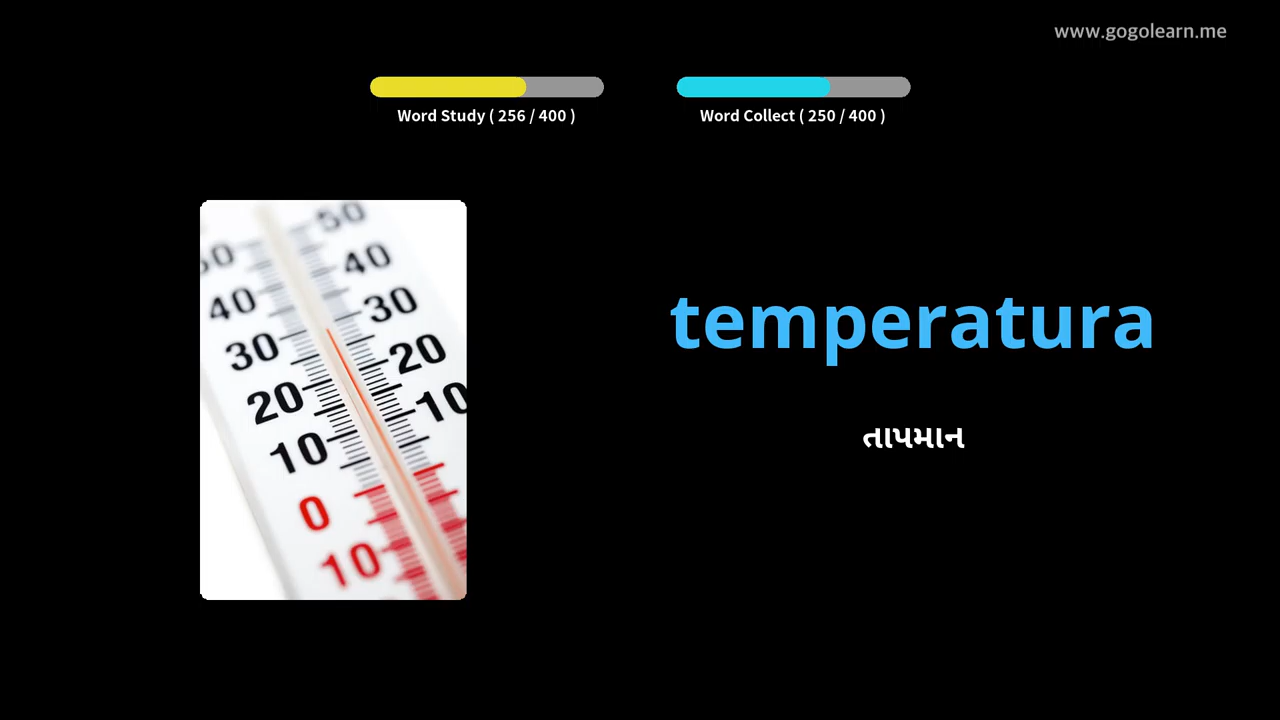 www.gogolearn.me
Word Study ( 256 / 400 )
Word Collect ( 250 / 400 )
50
40
40
30
30
20
20
10
10
0
10
temperatura
તાપમાન